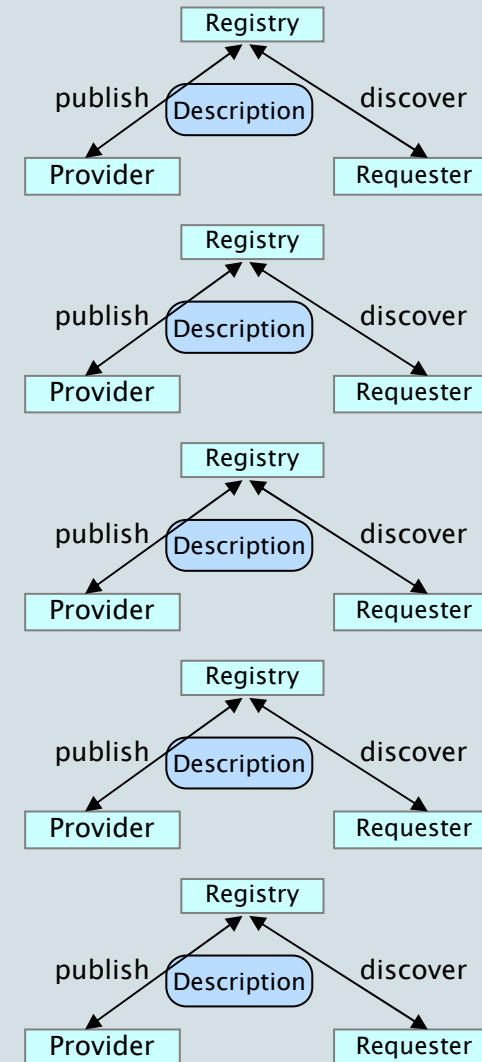 Registry
publish
discover
Description
Provider
Requester
Registry
publish
discover
Description
Provider
Requester
Registry
publish
discover
Description
Provider
Requester
Registry
publish
discover
Description
Provider
Requester
Registry
publish
discover
Description
Provider
Requester